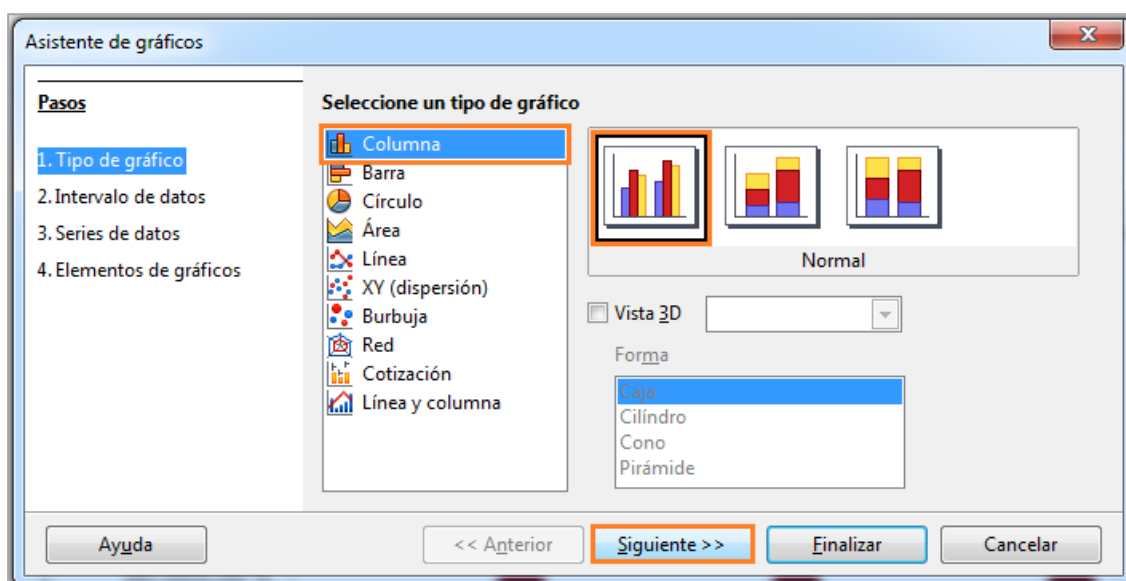 Asistente de gráficos
Pasos
1. Tipo de gráfico
2. Intervalo de datos
3. Series de datos
4. Elementos de gráficos
Seleccione un tipo de gráfico
Columna
Barra
Círculo
Área
Línea
XY (dispersión)
Burbuja
Red
Cotización
Línea y columna
Normal
Vista 3D
Forma
Caja
Cilíndro
Cono
Pirámide
Ayuda
<< Anterior
Siguiente >>
Finalizar
Cancelar